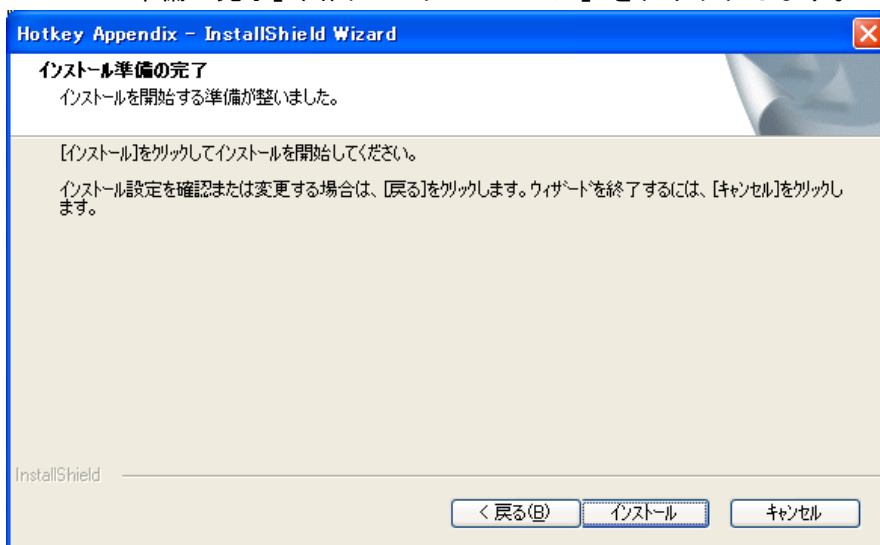 Hotkey Appendix - InstallShield Wizard
インストール準備の完了
インストールを開始する準備が整いました。
[インストール]をクリックしてインストールを開始してください。
インストール設定を確認または変更する場合は、[戻る]をクリックします。ウィザードを終了するには、[キャンセル]をクリックし
ます。
InstallShield
< 戻る(B)
インストール
キャンセル